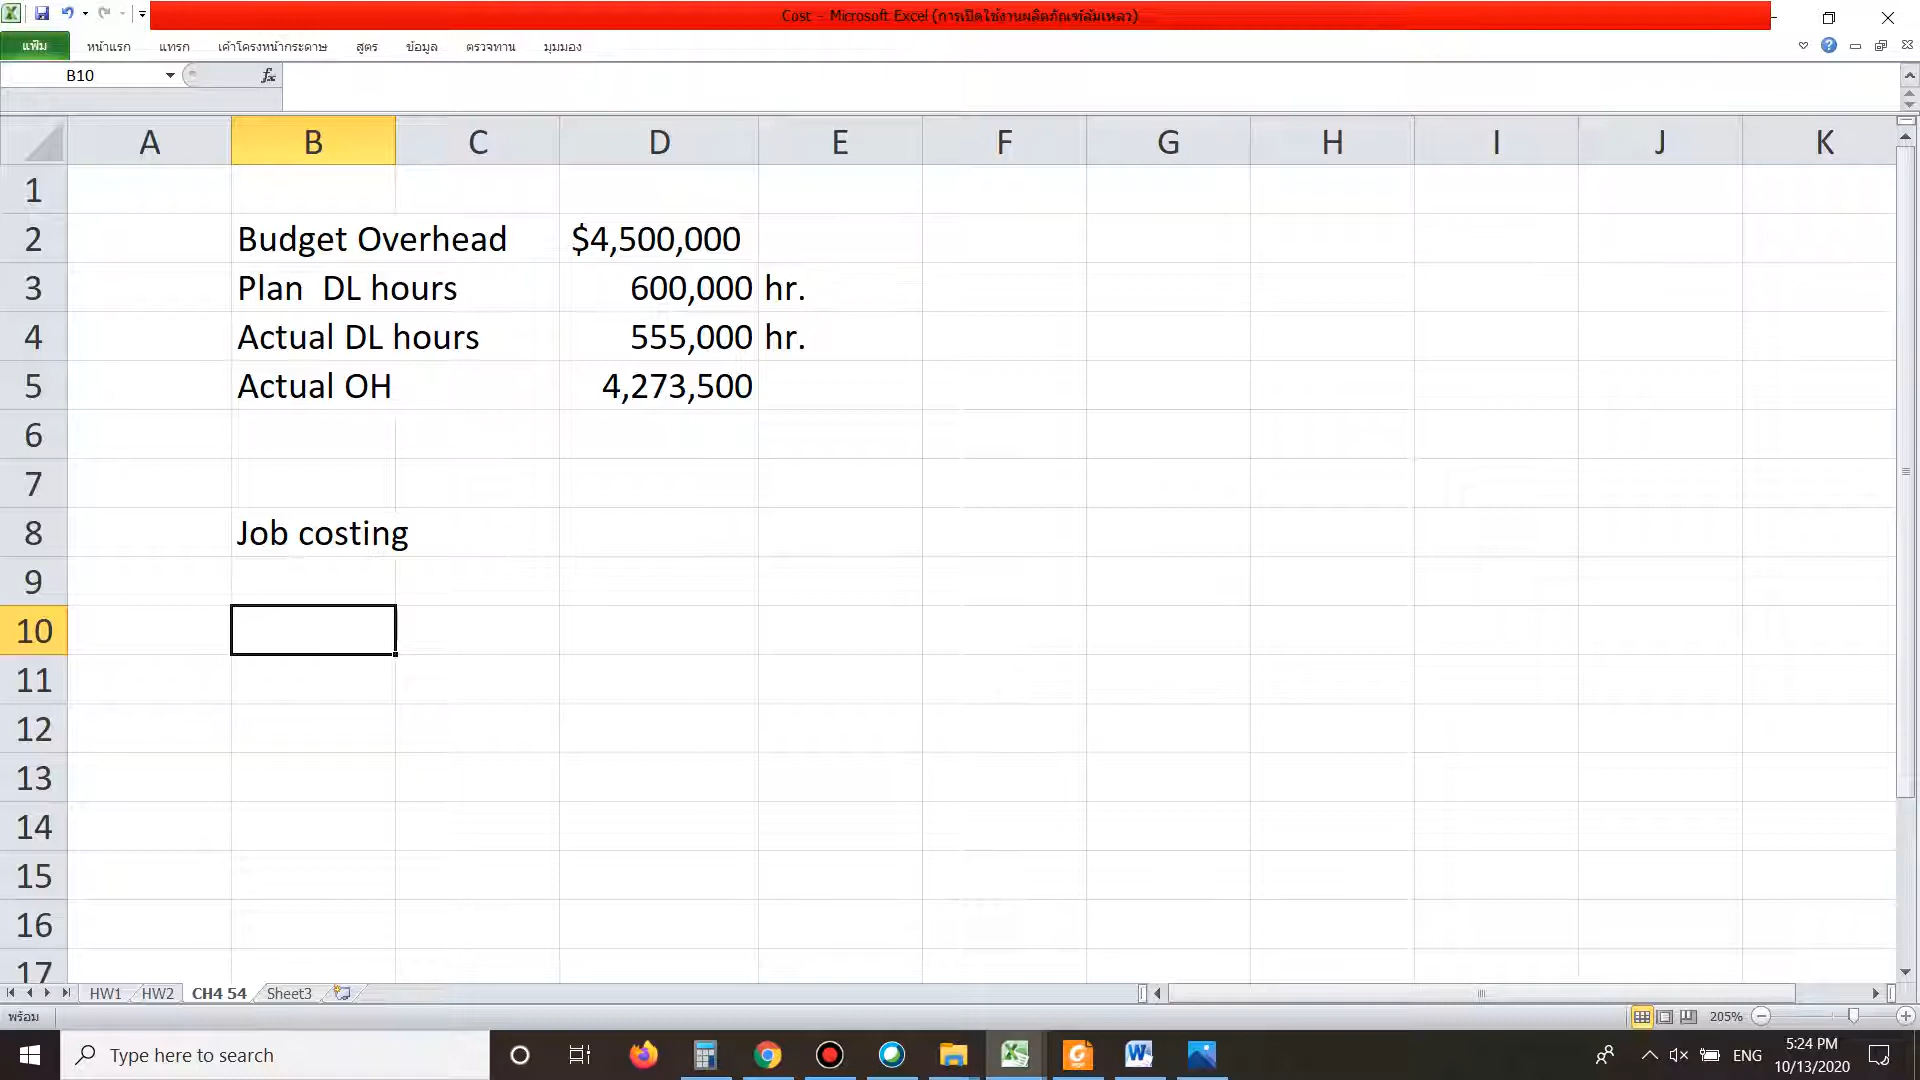 Cost - Microsoft Excel (การเปิดใช้งานผลิตภัณฑ์ล้มเหลว)
แฟ้ม หน้าแรก แทรก เค้าโครงหน้ากระดาษ สูตร ข้อมูล ตรวจทาน มุมมอง
B10 fx
A B C D E F G H I J K
1
2 Budget Overhead $4,500,000
3 Plan  DL hours 600,000 hr.
4 Actual DL hours 555,000 hr.
5 Actual OH 4,273,500
6
7
8 Job costing
9
10
11
12
13
14
15
16
17
HW1 HW2 CH4 54 Sheet3
พร้อม 205%
Type here to search ENG 5:24 PM
10/13/2020